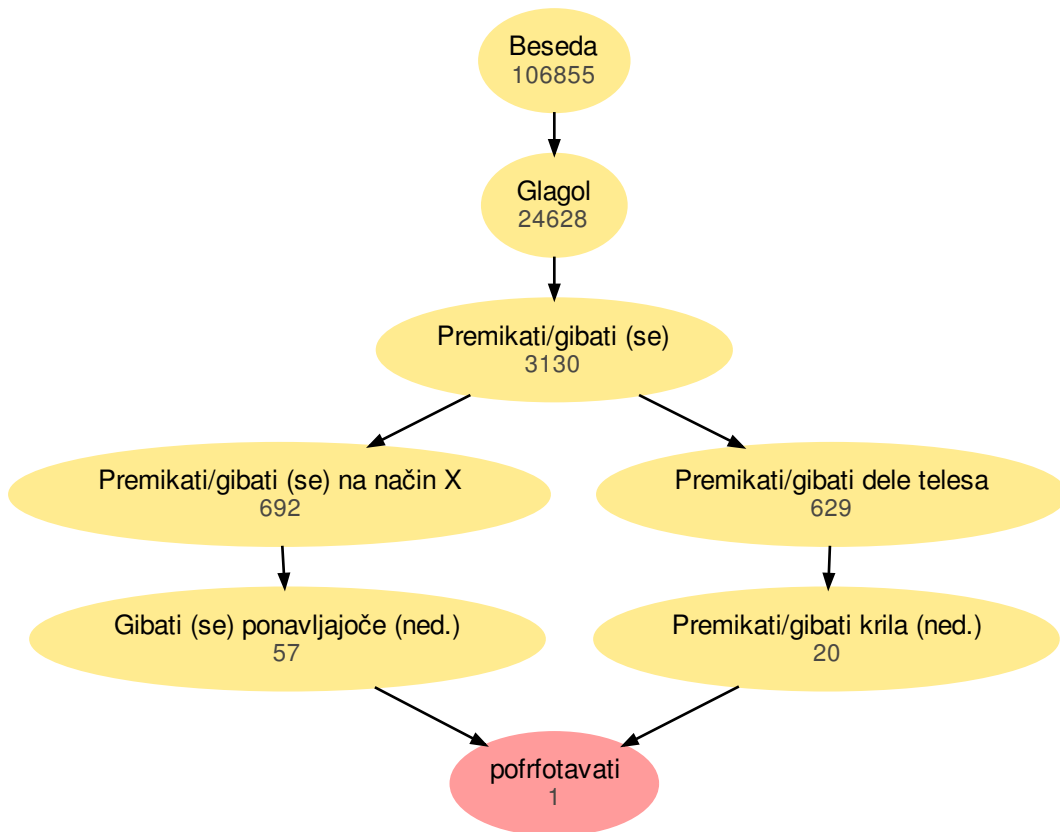 Beseda
106855
Glagol
24628
Premikati/gibati (se)
3130
Premikati/gibati (se) na način X
692
Premikati/gibati dele telesa
629
Gibati (se) ponavljajoče (ned.)
57
Premikati/gibati krila (ned.)
20
pofrfotavati
1